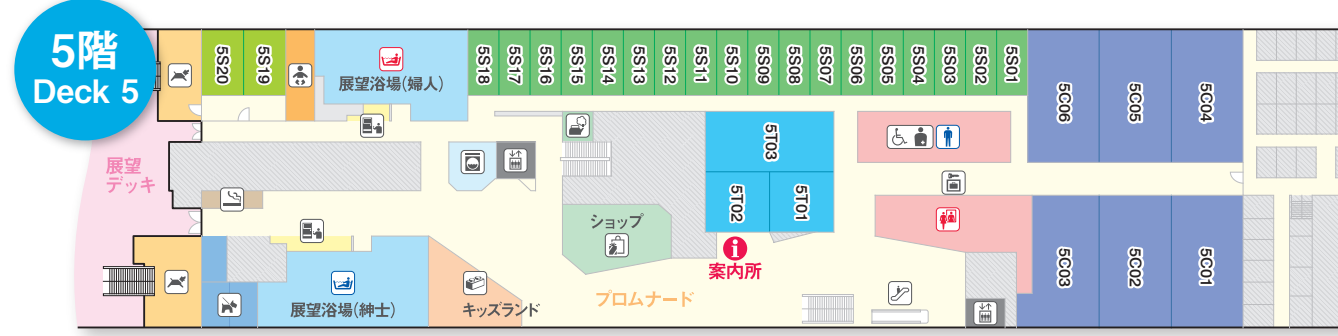 5階
Deck 5
5S20
5S19
展望浴場(婦人)
5S18
5S17
5S16
5S15
5S14
5S13
5S12
5S11
5S10
5S09
5S08
5S07
5S06
5S05
5S04
5S03
5S02
5S01
5C06
5C05
5C04
展望
デッキ
5T03
5T02
5T01
ショップ
i
案内所
プロムナード
展望浴場(紳士)
キッズランド
5C03
5C02
5C01